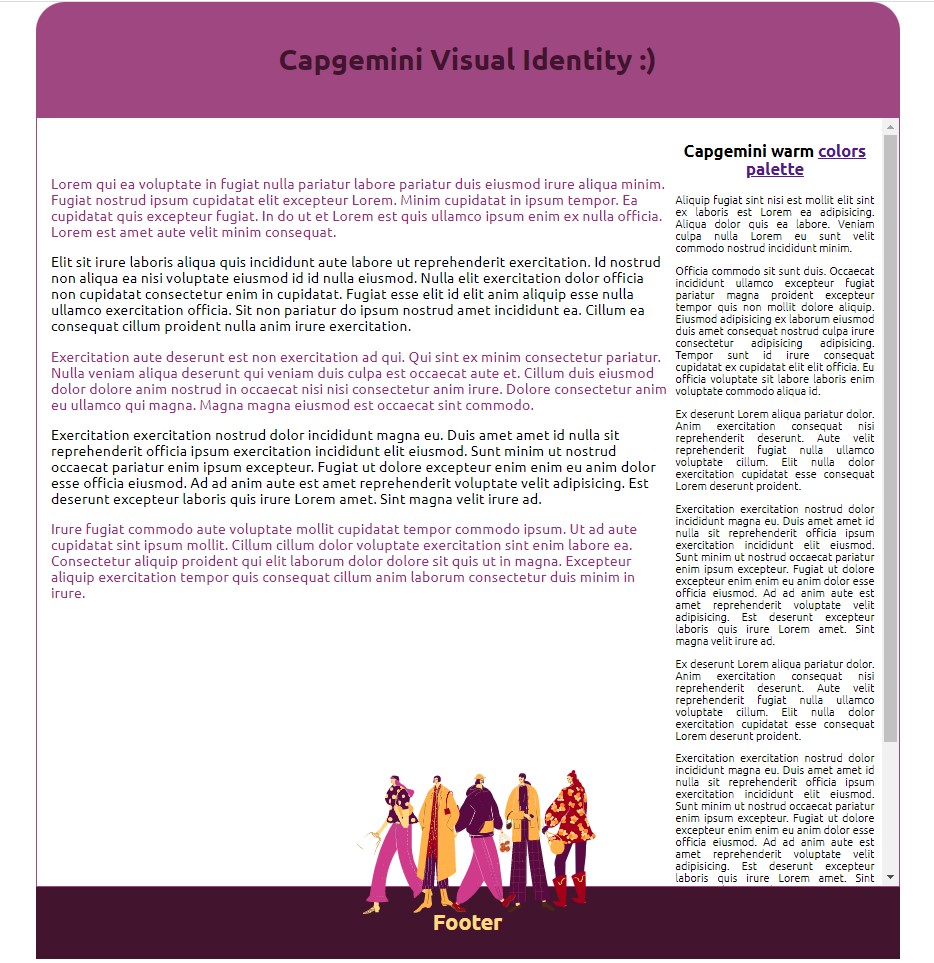 Capgemini Visual Identity :)
Lorem qui ea voluptate in fugiat nulla pariatur labore pariatur duis eiusmod irure aliqua minim.
Fugiat nostrud ipsum cupidatat elit excepteur Lorem. Minim cupidatat in ipsum tempor. Ea
cupidatat quis excepteur fugiat. In do ut et Lorem est quis ullamco ipsum enim ex nulla officia.
Lorem est amet aute velit minim consequat.
Elit sit irure laboris aliqua quis incididunt aute labore ut reprehenderit exercitation. Id nostrud
non aliqua ea nisi voluptate eiusmod id id nulla eiusmod. Nulla elit exercitation dolor officia
non cupidatat consectetur enim in cupidatat. Fugiat esse elit id elit anim aliquip esse nulla
ullamco exercitation officia. Sit non pariatur do ipsum nostrud amet incididunt ea. Cillum ea
consequat cillum proident nulla anim irure exercitation.
Exercitation aute deserunt est non exercitation ad qui. Qui sint ex minim consectetur pariatur.
Nulla veniam aliqua deserunt qui veniam duis culpa est occaecat aute et. Cillum duis eiusmod
dolor dolore anim nostrud in occaecat nisi nisi consectetur anim irure. Dolore consectetur anim
eu ullamco qui magna. Magna magna eiusmod est occaecat sint commodo.
Exercitation exercitation nostrud dolor incididunt magna eu. Duis amet amet id nulla sit
reprehenderit officia ipsum exercitation incididunt elit eiusmod. Sunt minim ut nostrud
occaecat pariatur enim ipsum excepteur. Fugiat ut dolore excepteur enim enim eu anim dolor
esse officia eiusmod. Ad ad anim aute est amet reprehenderit voluptate velit adipisicing. Est
deserunt excepteur laboris quis irure Lorem amet. Sint magna velit irure ad.
Irure fugiat commodo aute voluptate mollit cupidatat tempor commodo ipsum. Ut ad aute
cupidatat sint ipsum mollit. Cillum cillum dolor voluptate exercitation sint enim labore ea.
Consectetur aliquip proident qui elit laborum dolor dolore sit quis ut in magna. Excepteur
aliquip exercitation tempor quis consequat cillum anim laborum consectetur duis minim in
irure.
Capgemini warm colors
palette
Aliquip fugiat sint nisi est mollit elit sint
ex laboris est Lorem ea adipisicing.
Aliqua dolor quis ea labore. Veniam
culpa nulla Lorem eu sunt velit
commodo nostrud incididunt minim.
Officia commodo sit sunt duis. Occaecat
incididunt ullamco excepteur fugiat
pariatur magna proident excepteur
tempor quis non mollit dolore aliquip.
Eiusmod adipisicing ex laborum eiusmod
duis amet consequat nostrud culpa irure
consectetur adipisicing adipisicing.
Tempor sunt id irure consequat
cupidatat ex cupidatat elit elit officia. Eu
officia voluptate sit labore laboris enim
voluptate commodo aliqua id.
Ex deserunt Lorem aliqua pariatur dolor.
Anim exercitation consequat nisi
reprehenderit deserunt. Aute velit
reprehenderit fugiat nulla ullamco
voluptate cillum. Elit nulla dolor
exercitation cupidatat esse consequat
Lorem deserunt proident.
Exercitation exercitation nostrud dolor
incididunt magna eu. Duis amet amet id
nulla sit reprehenderit officia ipsum
exercitation incididunt elit eiusmod.
Sunt minim ut nostrud occaecat pariatur
enim ipsum excepteur. Fugiat ut dolore
excepteur enim enim eu anim dolor esse
officia eiusmod. Ad ad anim aute est
amet reprehenderit voluptate velit
adipisicing. Est deserunt excepteur
laboris quis irure Lorem amet. Sint
magna velit irure ad.
Ex deserunt Lorem aliqua pariatur dolor.
Anim exercitation consequat nisi
reprehenderit deserunt. Aute velit
reprehenderit fugiat nulla ullamco
voluptate cillum. Elit nulla dolor
exercitation cupidatat esse consequat
Lorem deserunt proident.
Exercitation exercitation nostrud dolor
incididunt magna eu. Duis amet amet id
nulla sit reprehenderit officia ipsum
exercitation incididunt elit eiusmod.
Sunt minim ut nostrud occaecat pariatur
enim ipsum excepteur. Fugiat ut dolore
excepteur enim enim eu anim dolor esse
officia eiusmod. Ad ad anim aute est
amet reprehenderit voluptate velit
adipisicing. Est deserunt excepteur
laboris quis irure Lorem amet. Sint
Footer